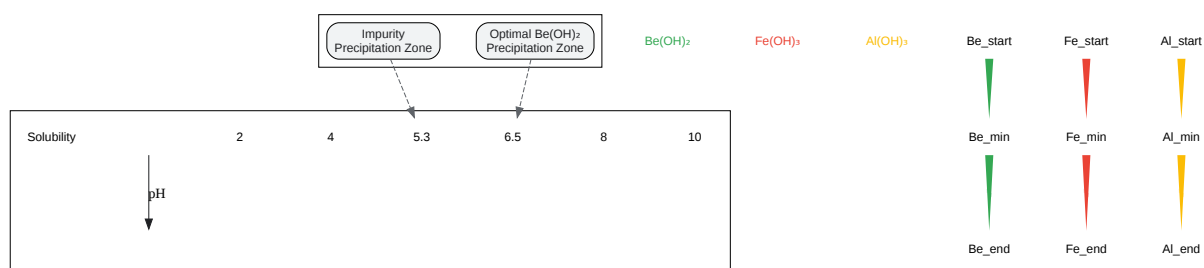 Impurity
Precipitation Zone
Optimal Be(OH)₂
Precipitation Zone
Be(OH)₂
Fe(OH)₃
Al(OH)₃
Be_start
Fe_start
Al_start
Solubility
2
4
5.3
6.5
8
10
Be_min
Fe_min
Al_min
pH
Be_end
Fe_end
Al_end